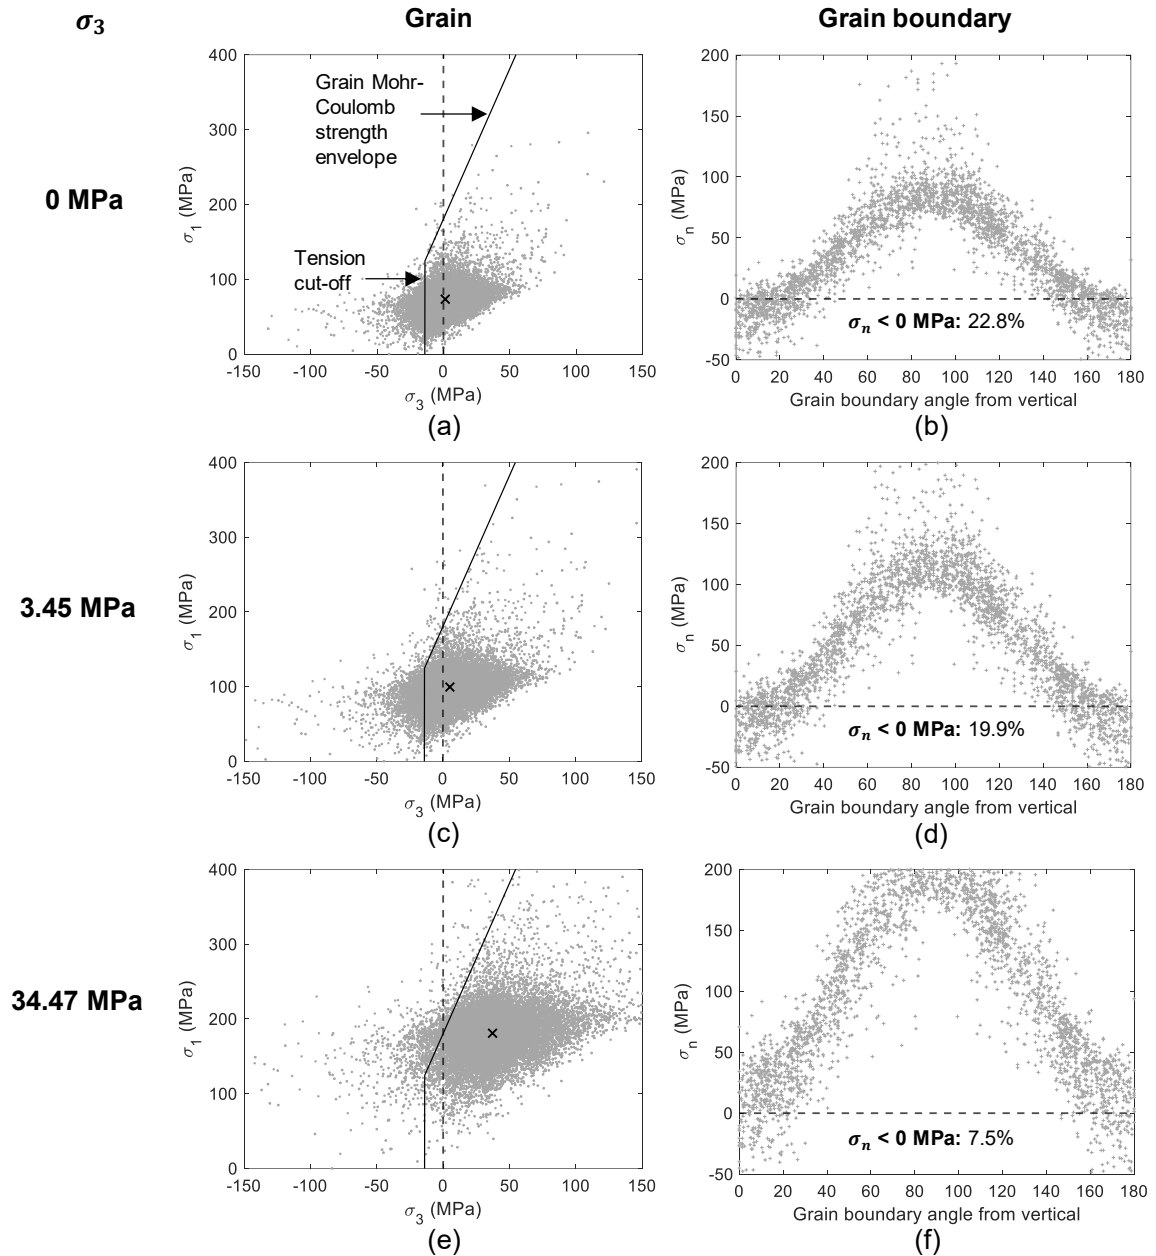 σ₃
Grain
Grain boundary
0 MPa
400
300
200
100
0
σ₁ (MPa)
Grain Mohr-
Coulomb
strength
envelope
Tension
cut-off
-150
-100
-50
0
50
100
150
σ₃ (MPa)
(a)
200
150
100
50
0
-50
σₙ (MPa)
σₙ < 0 MPa: 22.8%
0
20
40
60
80
100
120
140
160
180
Grain boundary angle from vertical
(b)
3.45 MPa
400
300
200
100
0
σ₁ (MPa)
-150
-100
-50
0
50
100
150
σ₃ (MPa)
(c)
200
150
100
50
0
-50
σₙ (MPa)
σₙ < 0 MPa: 19.9%
0
20
40
60
80
100
120
140
160
180
Grain boundary angle from vertical
(d)
34.47 MPa
400
300
200
100
0
σ₁ (MPa)
-150
-100
-50
0
50
100
150
σ₃ (MPa)
(e)
200
150
100
50
0
-50
σₙ (MPa)
σₙ < 0 MPa: 7.5%
0
20
40
60
80
100
120
140
160
180
Grain boundary angle from vertical
(f)